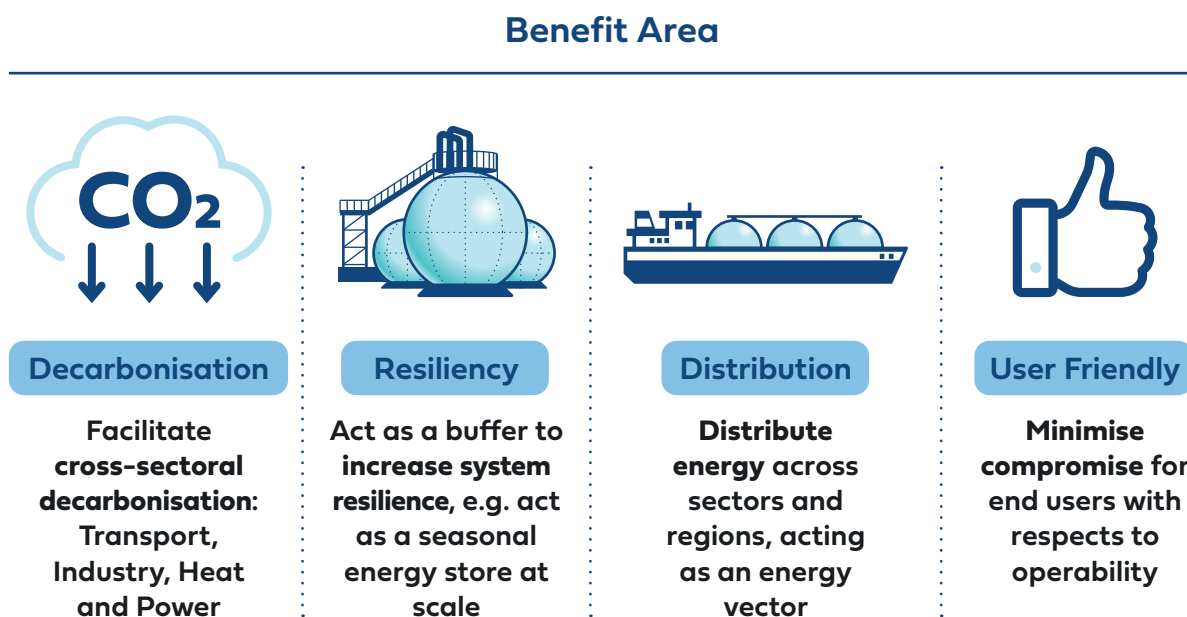 Benefit Area
CO2
Decarbonisation
Facilitate
cross-sectoral
decarbonisation:
Transport,
Industry, Heat
and Power
Resiliency
Act as a buffer to
increase system
resilience, e.g. act
as a seasonal
energy store at
scale
Distribution
Distribute
energy across
sectors and
regions, acting
as an energy
vector
User Friendly
Minimise
compromise for
end users with
respects to
operability